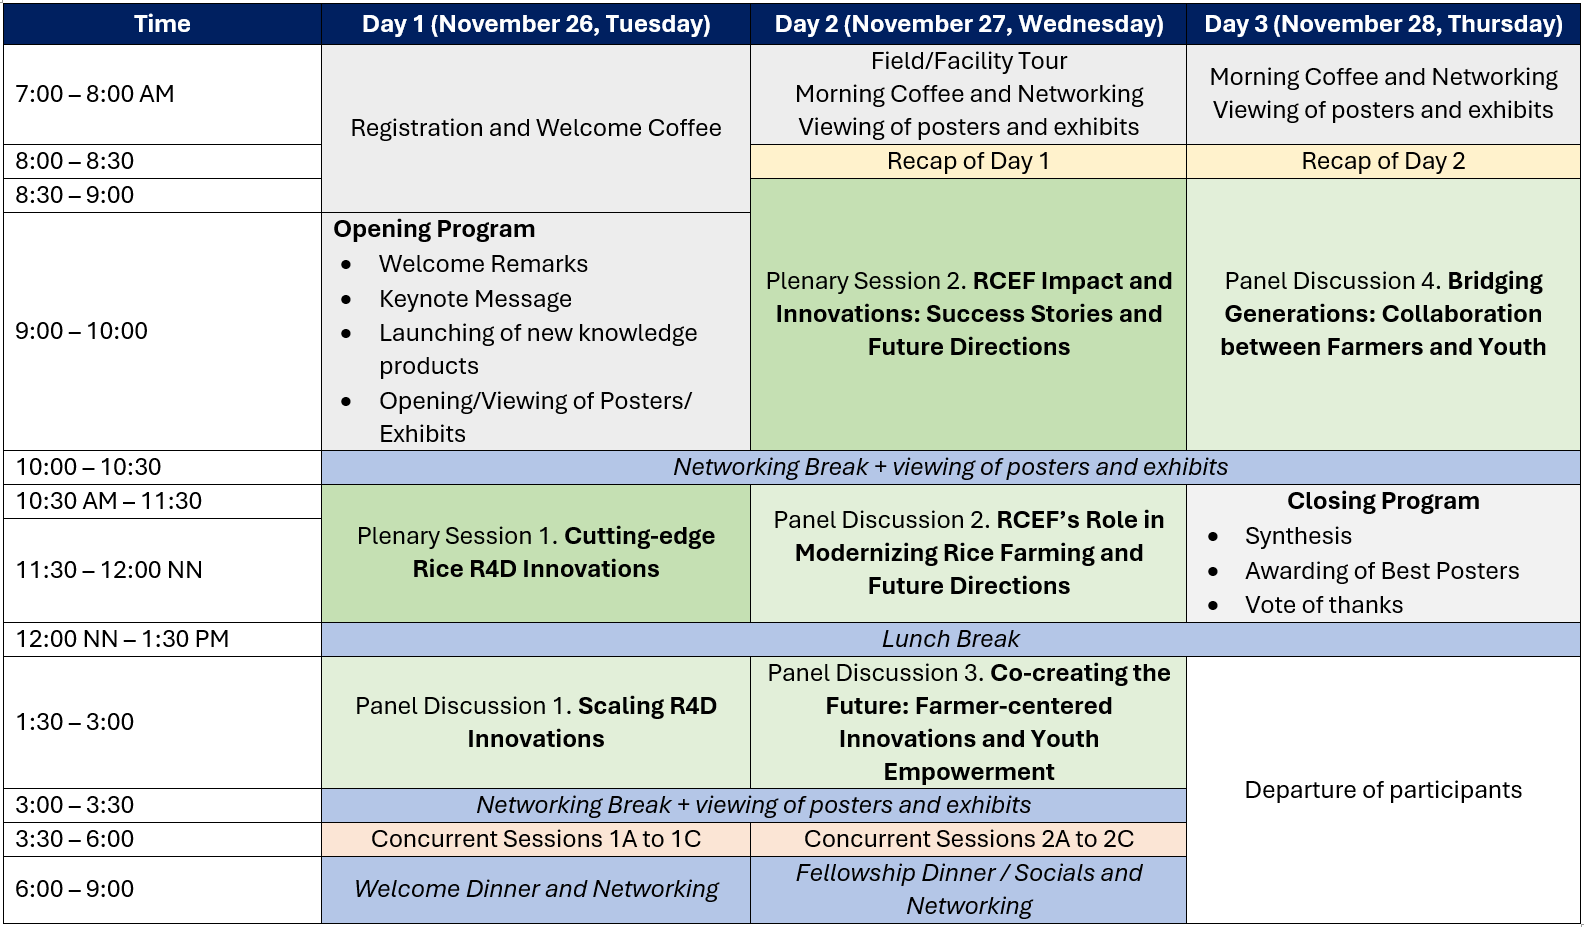 Time
Day 1 (November 26, Tuesday)
Day 2 (November 27, Wednesday)
Day 3 (November 28, Thursday)
7:00 – 8:00 AM
Registration and Welcome Coffee
Field/Facility Tour
Morning Coffee and Networking
Viewing of posters and exhibits
Morning Coffee and Networking
Viewing of posters and exhibits
8:00 – 8:30
Recap of Day 1
Recap of Day 2
8:30 – 9:00
Plenary Session 2. RCEF Impact and
Innovations: Success Stories and
Future Directions
Panel Discussion 4. Bridging
Generations: Collaboration
between Farmers and Youth
9:00 – 10:00
Opening Program
• Welcome Remarks
• Keynote Message
• Launching of new knowledge
products
• Opening/Viewing of Posters/
Exhibits
10:00 – 10:30
Networking Break + viewing of posters and exhibits
10:30 AM – 11:30
Plenary Session 1. Cutting-edge
Rice R4D Innovations
Panel Discussion 2. RCEF’s Role in
Modernizing Rice Farming and
Future Directions
Closing Program
• Synthesis
• Awarding of Best Posters
• Vote of thanks
11:30 – 12:00 NN
12:00 NN – 1:30 PM
Lunch Break
1:30 – 3:00
Panel Discussion 1. Scaling R4D
Innovations
Panel Discussion 3. Co-creating the
Future: Farmer-centered
Innovations and Youth
Empowerment
Departure of participants
3:00 – 3:30
Networking Break + viewing of posters and exhibits
3:30 – 6:00
Concurrent Sessions 1A to 1C
Concurrent Sessions 2A to 2C
6:00 – 9:00
Welcome Dinner and Networking
Fellowship Dinner / Socials and
Networking